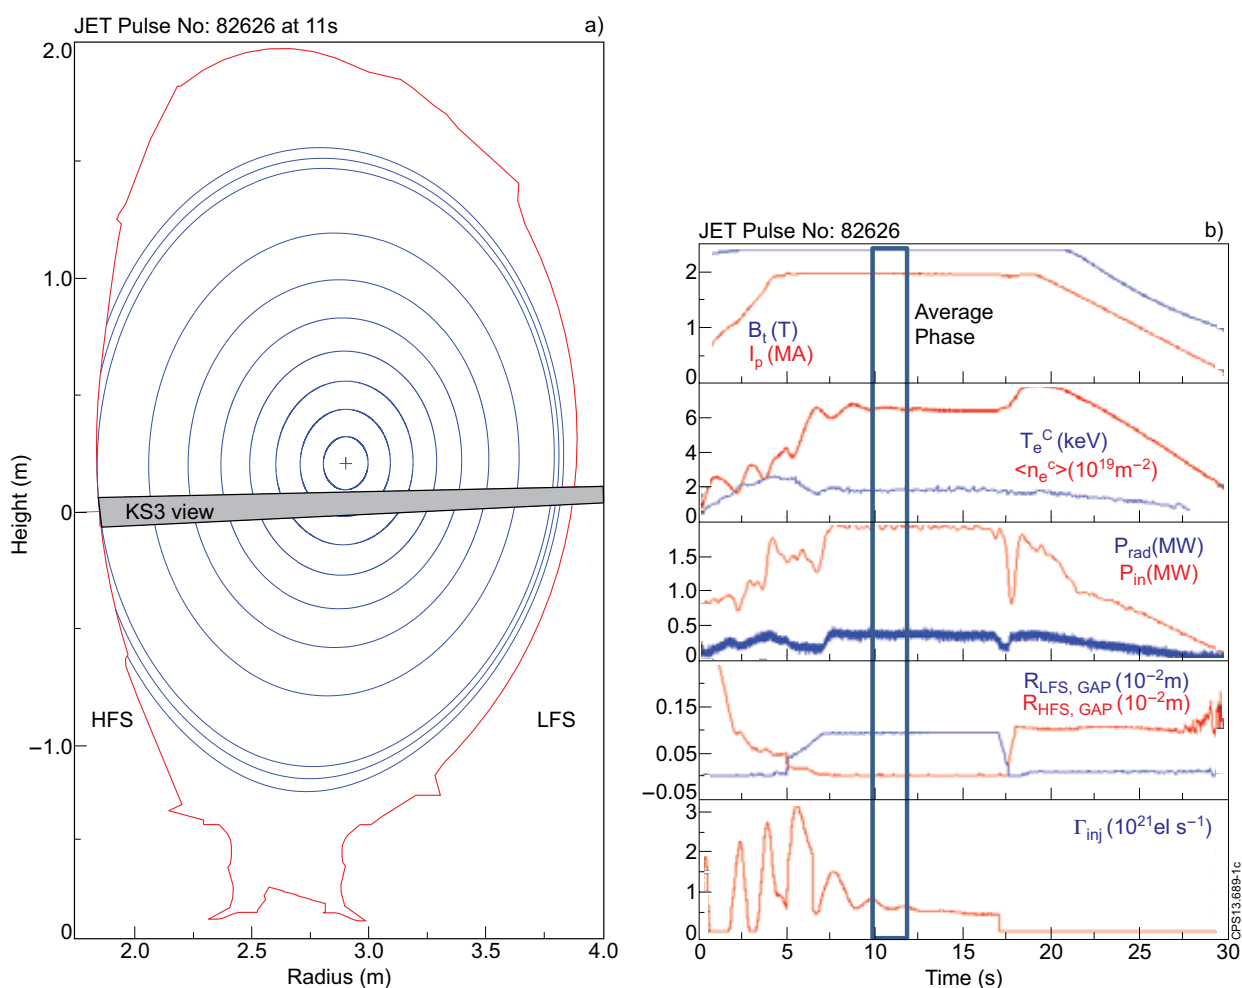 JET Pulse No: 82626 at 11s
a)
2.0
1.0
0
−1.0
0
Height (m)
KS3 view
HFS
LFS
2.0
2.5
3.0
3.5
4.0
Radius (m)
JET Pulse No: 82626
b)
2
1
0
Bt (T)
Ip (MA)
Average
Phase
6
4
2
0
TeC (keV)
<nec> (10^19m−2)
1.5
1.0
0.5
0
Prad(MW)
Pin(MW)
0.15
0.05
−0.05
RLFS, GAP (10−2m)
RHFS, GAP (10−2m)
3
2
1
0
Γinj (10^21el s−1)
0
5
10
15
20
25
30
Time (s)
CPS13.689-1c